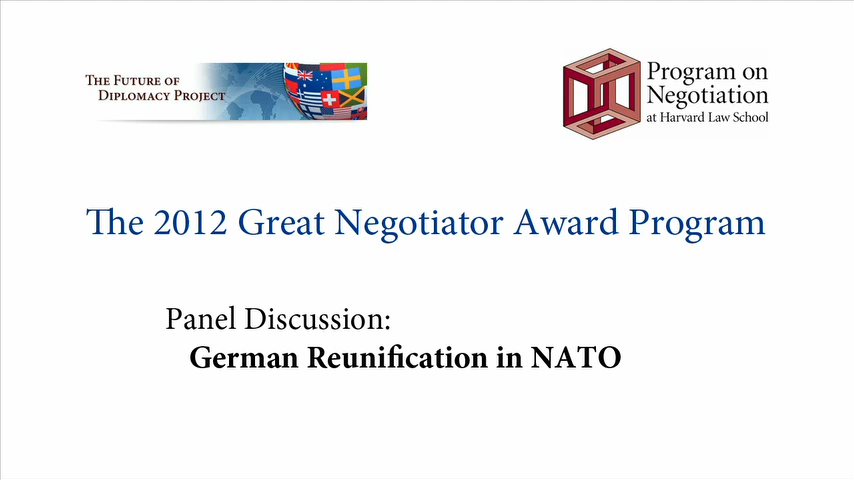 The Future of
Diplomacy Project
Program on
Negotiation
at Harvard Law School
The 2012 Great Negotiator Award Program
Panel Discussion:
German Reunification in NATO